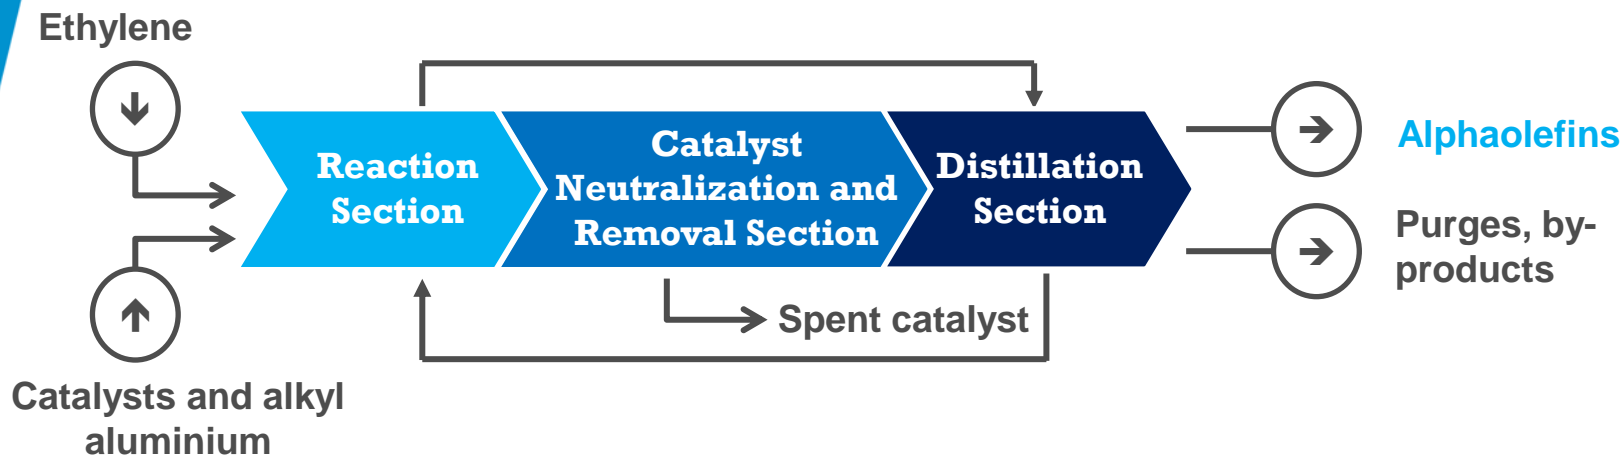 Ethylene
Reaction
Section
Catalyst
Neutralization and
Removal Section
Distillation
Section
Alphaolefins
Purges, by-
products
Spent catalyst
Catalysts and alkyl
aluminium